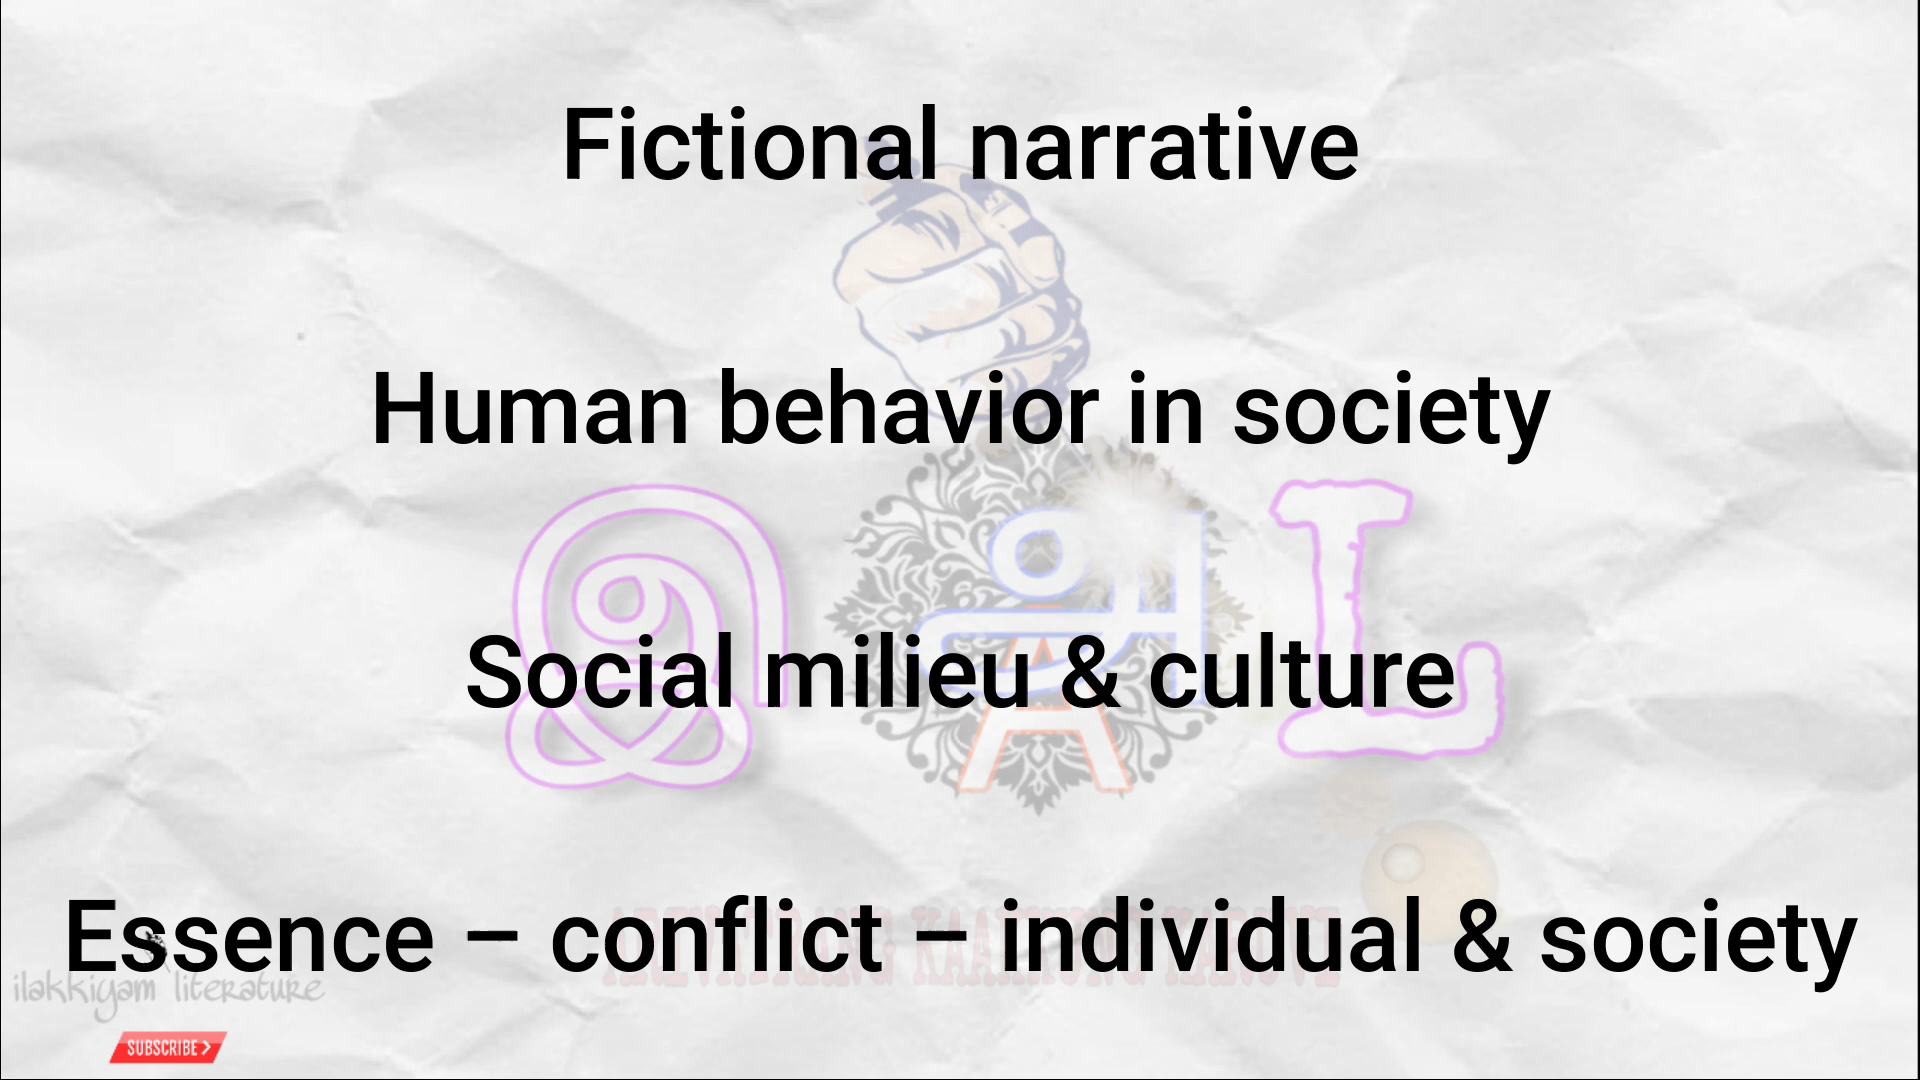 Fictional narrative
Human behavior in society
இ அ L
A
Social milieu & culture
Essence – conflict – individual & society
ilakkiyam literature
SUBSCRIBE >